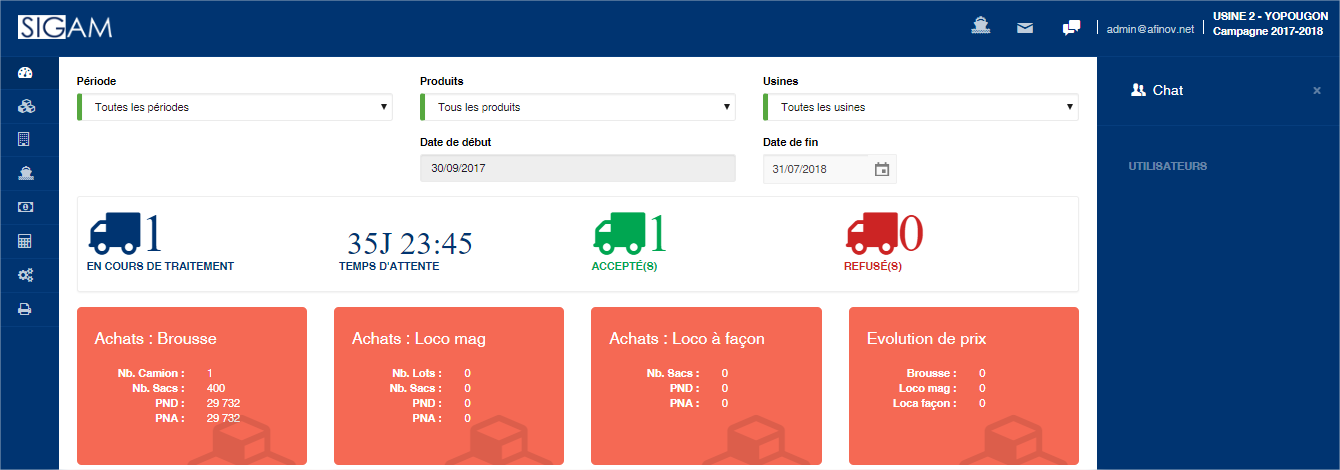 SIGAM
admin@afinov.net
USINE 2 - YOPOUGON
Campagne 2017-2018
Période
Produits
Usines
Toutes les périodes
Tous les produits
Toutes les usines
Date de début
Date de fin
30/09/2017
31/07/2018
Chat
×
UTILISATEURS
1
35J 23:45
1
0
EN COURS DE TRAITEMENT
TEMPS D'ATTENTE
ACCEPTÉ(S)
REFUSÉ(S)
Achats : Brousse
Nb. Camion : 1
Nb. Sacs : 400
PND : 29 732
PNA : 29 732
Achats : Loco mag
Nb. Lots : 0
Nb. Sacs : 0
PND : 0
PNA : 0
Achats : Loco à façon
Nb. Sacs : 0
PND : 0
PNA : 0
Evolution de prix
Brousse : 0
Loco mag : 0
Loca façon : 0